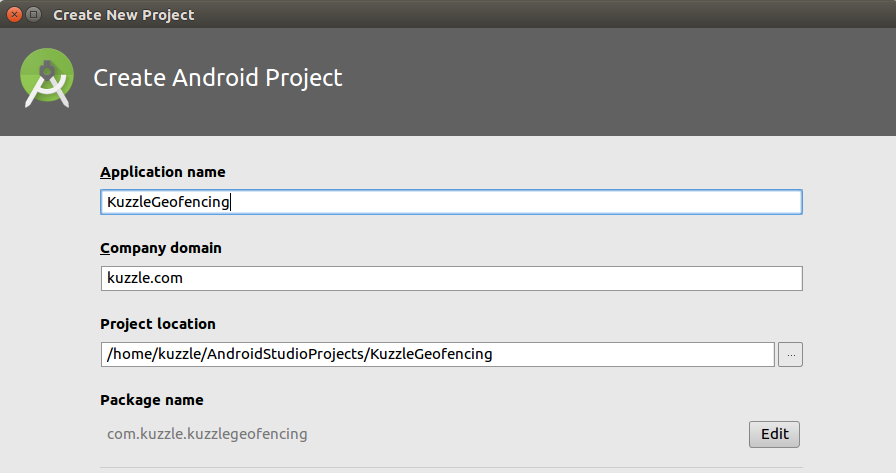 Create New Project
Create Android Project
Application name
KuzzleGeofencing
Company domain
kuzzle.com
Project location
/home/kuzzle/AndroidStudioProjects/KuzzleGeofencing
...
Package name
com.kuzzle.kuzzlegeofencing
Edit